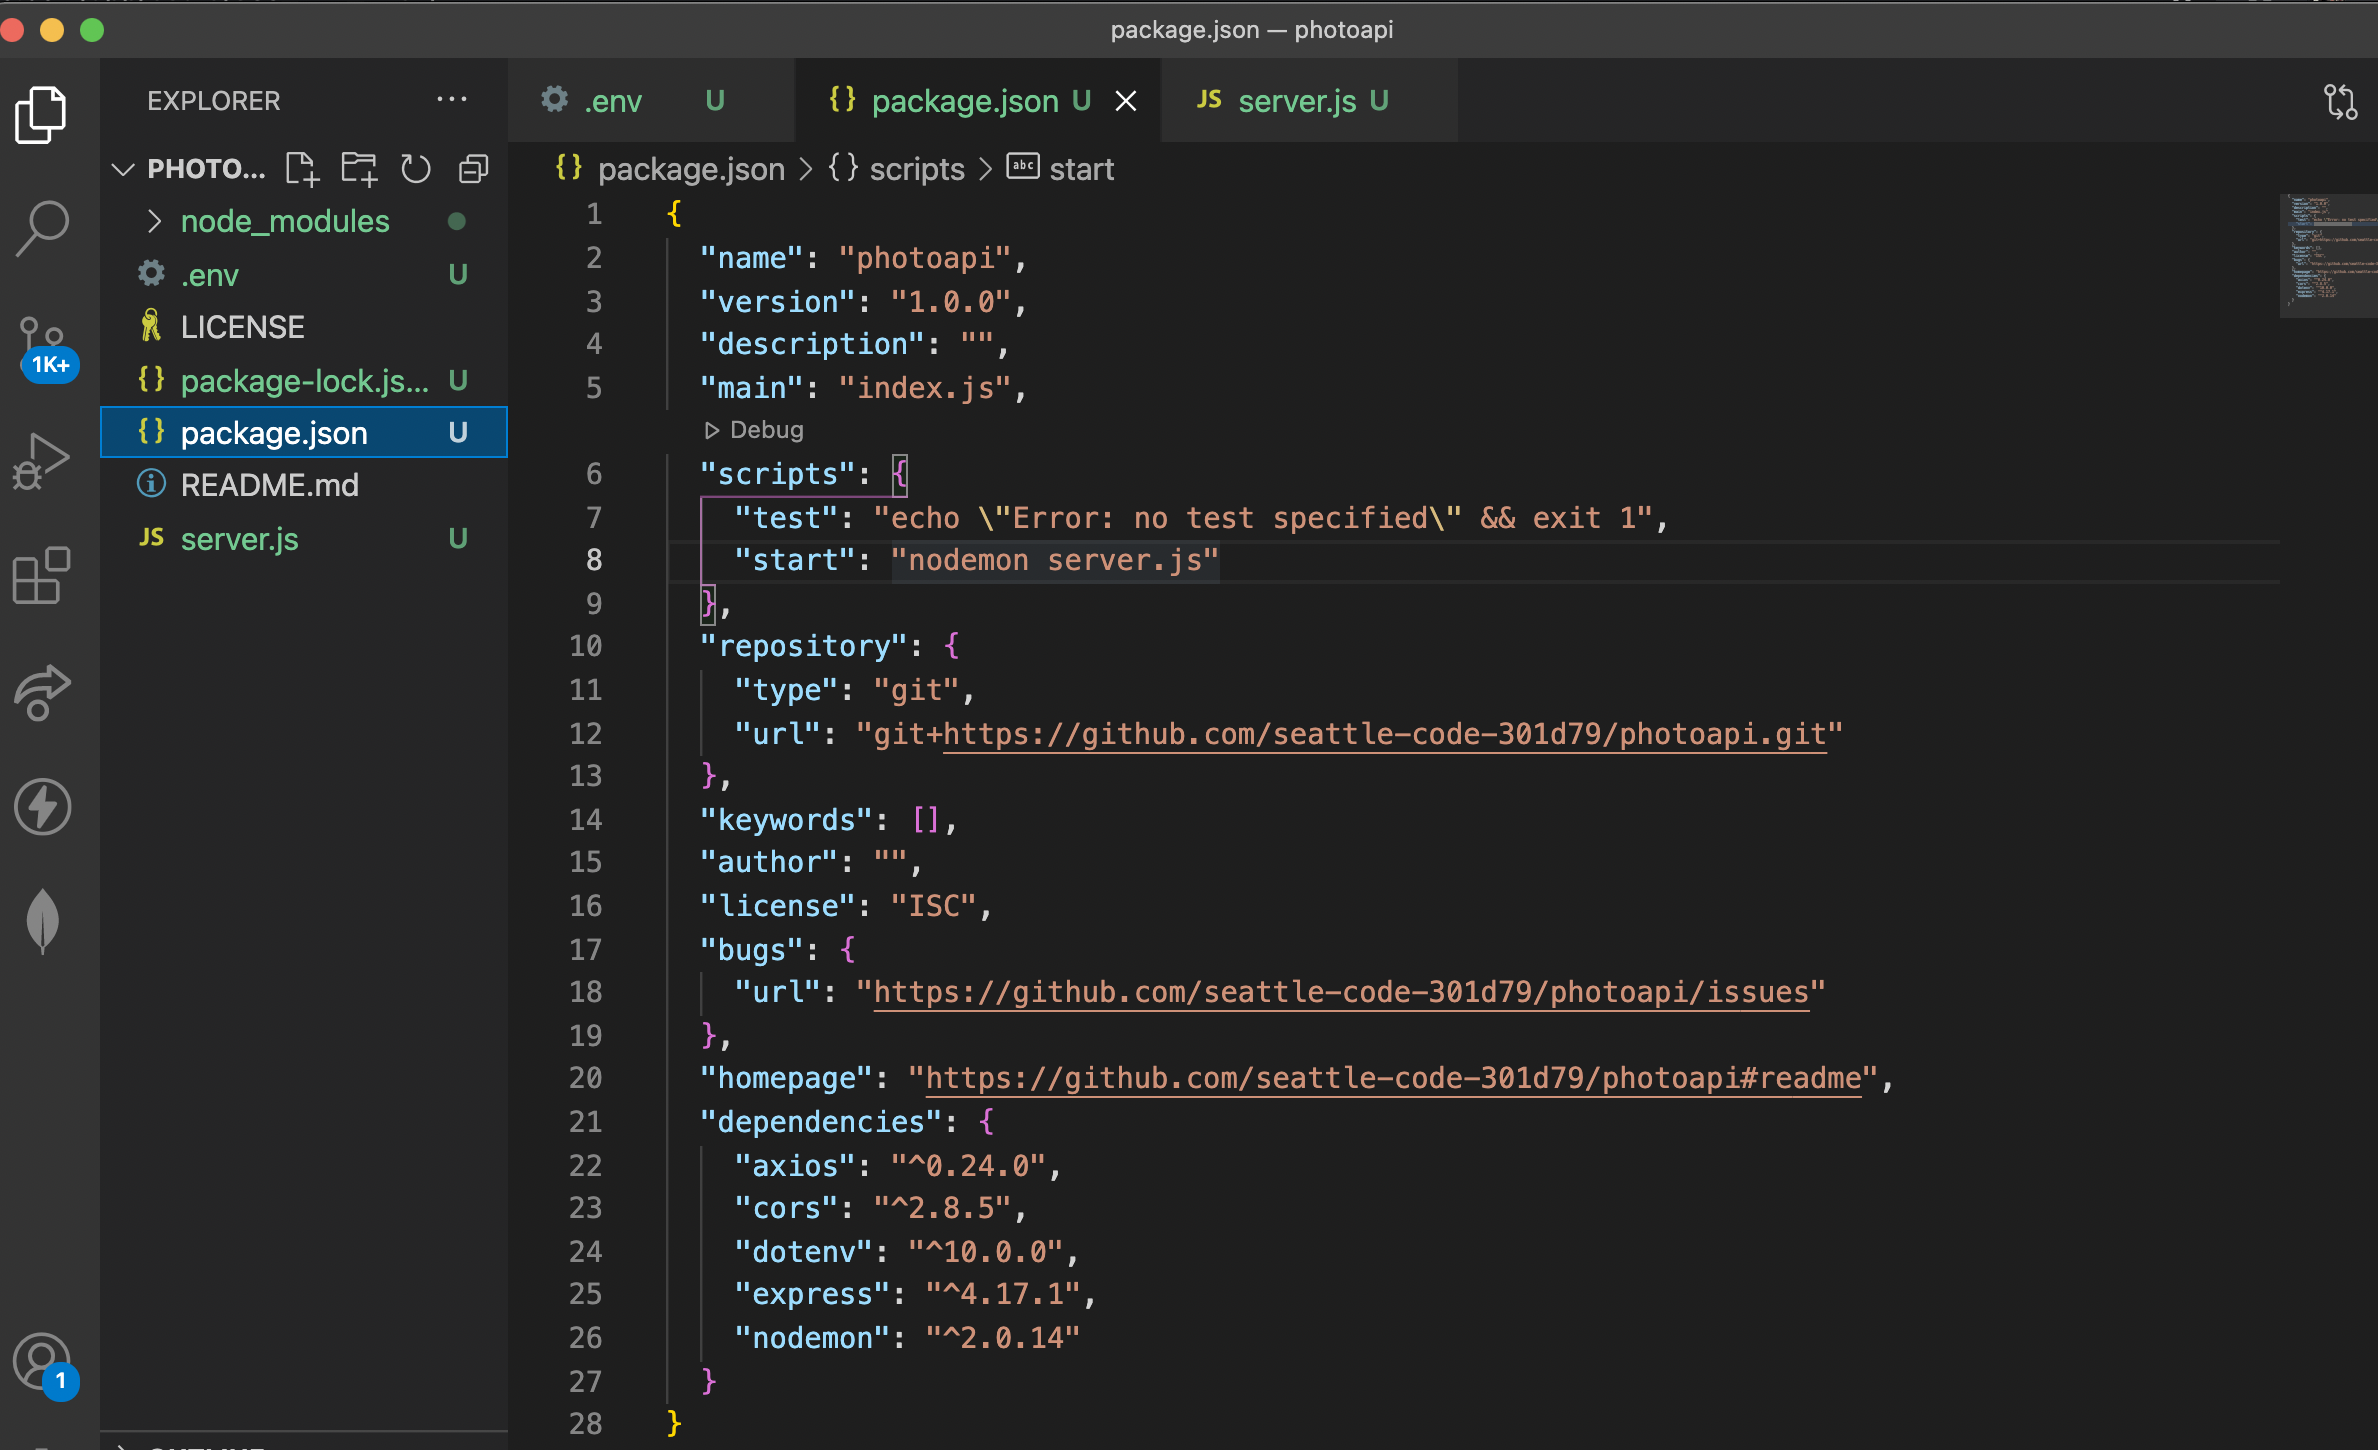 package.json — photoapi
EXPLORER
PHOTO...
node_modules
.env U
LICENSE
package-lock.js... U
package.json U
README.md
server.js U
1K+
1
.env U
package.json U
JS server.js U
package.json > {} scripts > abc start
1 {
2 "name": "photoapi",
3 "version": "1.0.0",
4 "description": "",
5 "main": "index.js",
Debug
6 "scripts": {
7 "test": "echo \"Error: no test specified\" && exit 1",
8 "start": "nodemon server.js"
9 },
10 "repository": {
11 "type": "git",
12 "url": "git+https://github.com/seattle-code-301d79/photoapi.git"
13 },
14 "keywords": [],
15 "author": "",
16 "license": "ISC",
17 "bugs": {
18 "url": "https://github.com/seattle-code-301d79/photoapi/issues"
19 },
20 "homepage": "https://github.com/seattle-code-301d79/photoapi#readme",
21 "dependencies": {
22 "axios": "^0.24.0",
23 "cors": "^2.8.5",
24 "dotenv": "^10.0.0",
25 "express": "^4.17.1",
26 "nodemon": "^2.0.14"
27 }
28 }